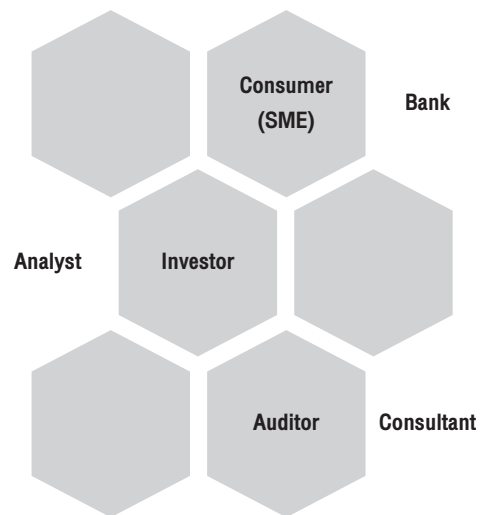 Consumer
(SME)
Bank
Analyst
Investor
Auditor
Consultant